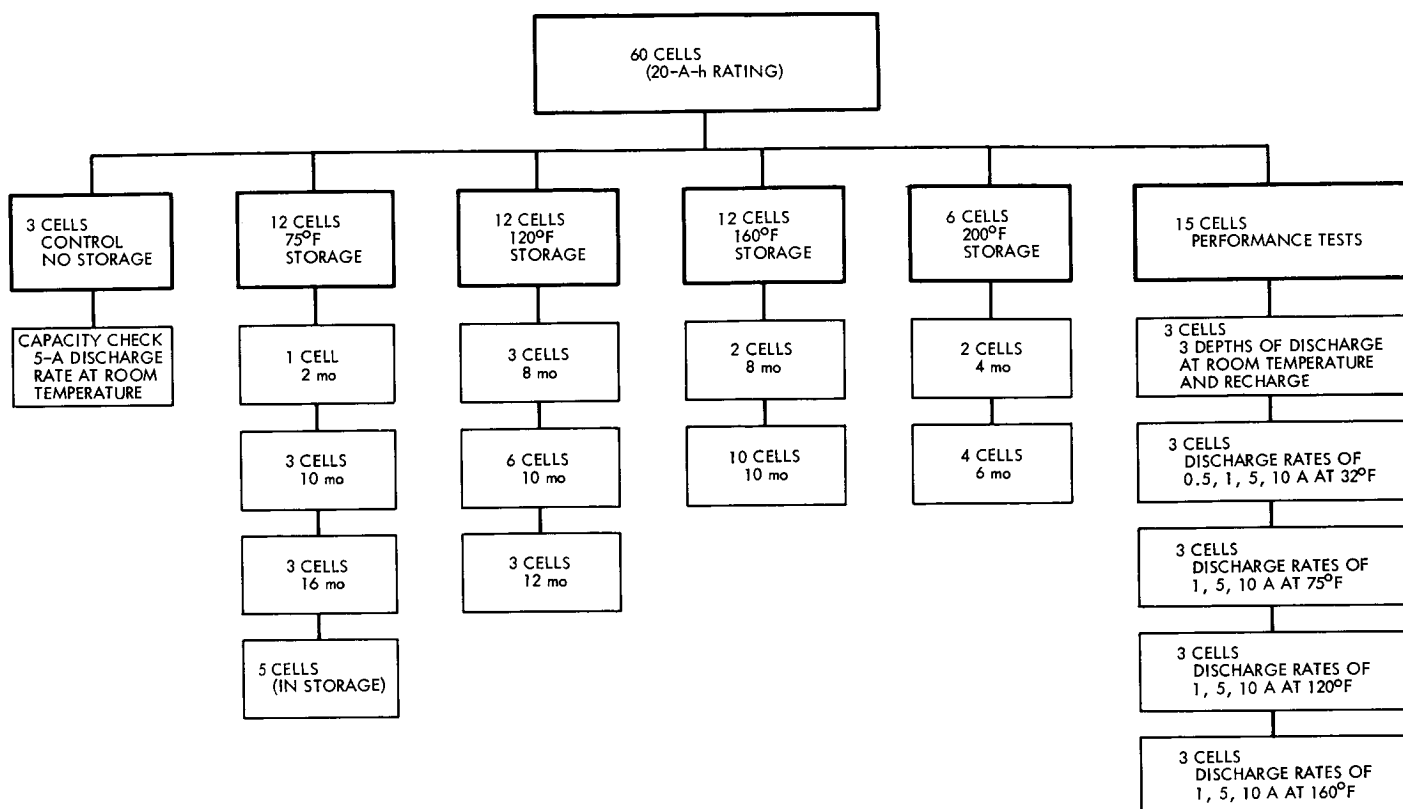 60 CELLS
(20-A-h RATING)
3 CELLS
CONTROL
NO STORAGE
CAPACITY CHECK
5-A DISCHARGE
RATE AT ROOM
TEMPERATURE
12 CELLS
75°F
STORAGE
1 CELL
2 mo
3 CELLS
10 mo
3 CELLS
16 mo
5 CELLS
(IN STORAGE)
12 CELLS
120°F
STORAGE
3 CELLS
8 mo
6 CELLS
10 mo
3 CELLS
12 mo
12 CELLS
160°F
STORAGE
2 CELLS
8 mo
10 CELLS
10 mo
6 CELLS
200°F
STORAGE
2 CELLS
4 mo
4 CELLS
6 mo
15 CELLS
PERFORMANCE TESTS
3 CELLS
3 DEPTHS OF DISCHARGE
AT ROOM TEMPERATURE
AND RECHARGE
3 CELLS
DISCHARGE RATES OF
0.5, 1, 5, 10 A AT 32°F
3 CELLS
DISCHARGE RATES OF
1, 5, 10 A AT 75°F
3 CELLS
DISCHARGE RATES OF
1, 5, 10 A AT 120°F
3 CELLS
DISCHARGE RATES OF
1, 5, 10 A AT 160°F